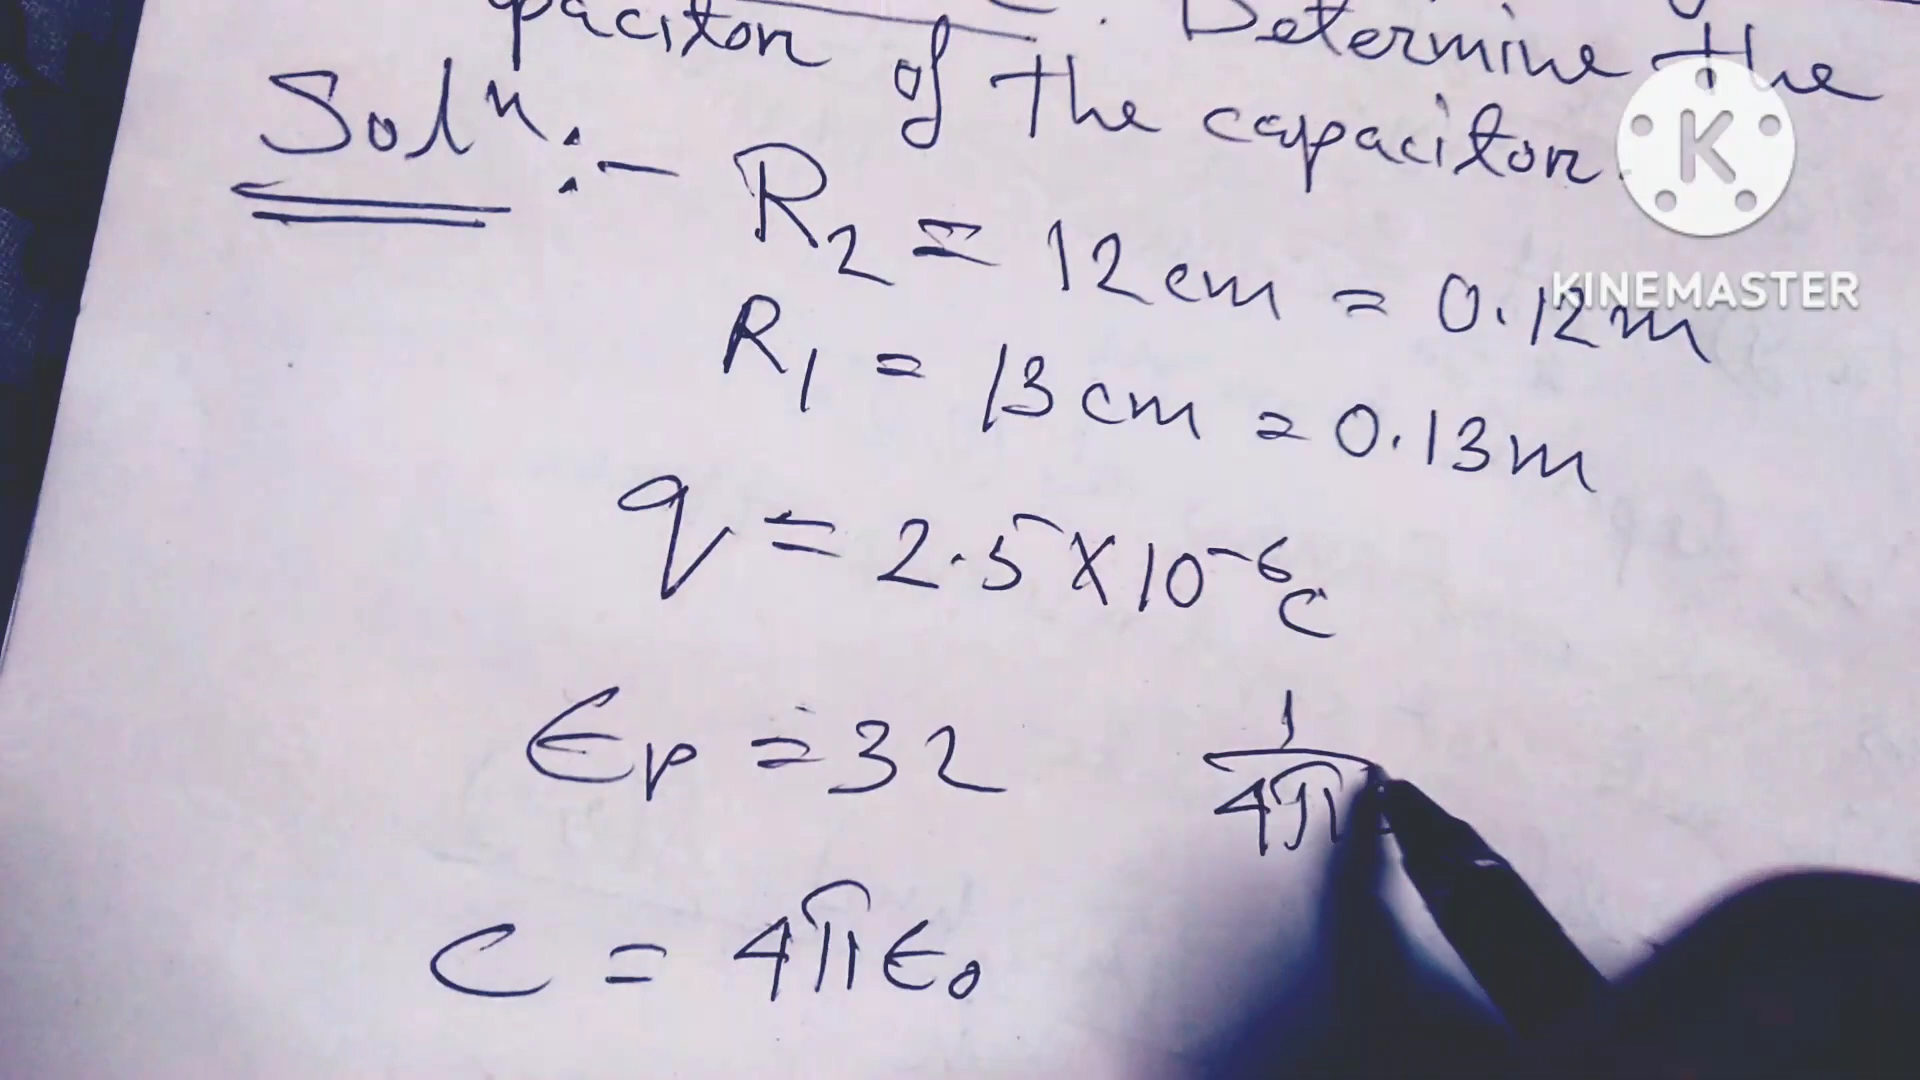 pacitor. Determine the
of the capacitor.
Solⁿ :- R₂ = 12cm = 0.12m
R₁ = 13cm = 0.13m
q = 2.5 × 10⁻⁶C
ϵᵣ = 32
1
4π
C = 4πϵ₀
KINEMASTER